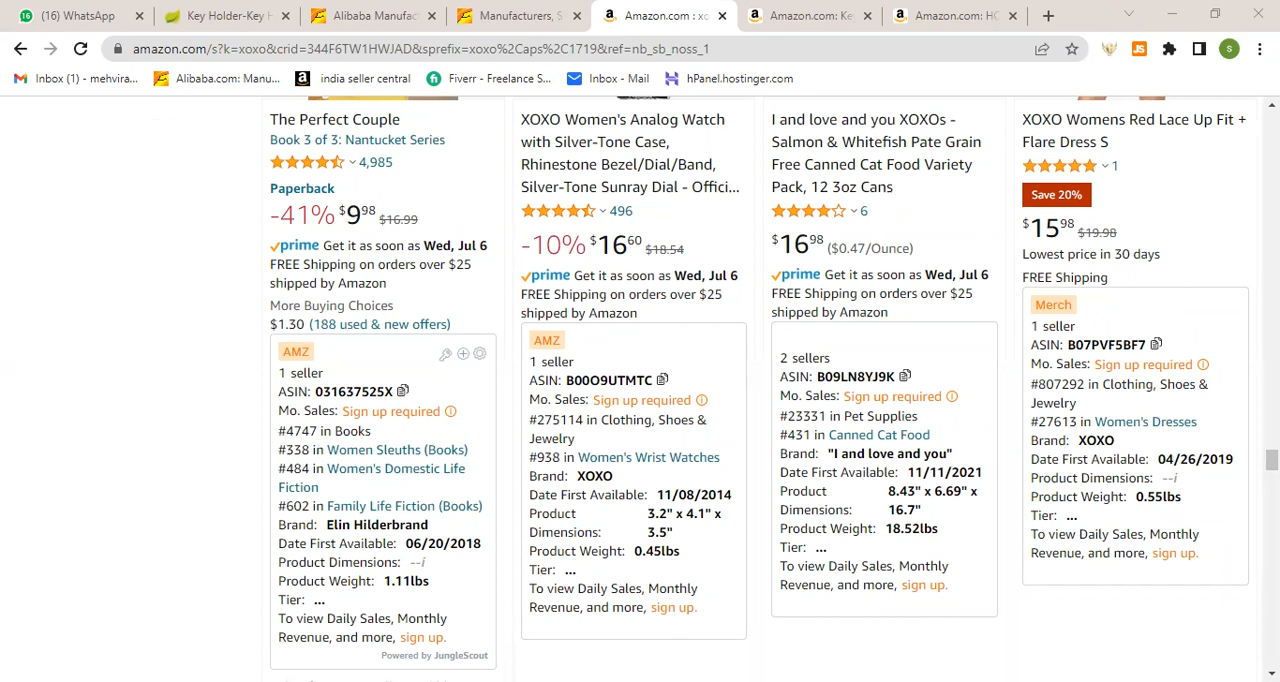 (16) WhatsApp
Key Holder-Key H
Alibaba Manufac
Manufacturers, S
Amazon.com : xo
Amazon.com: Ke
Amazon.com: HO
amazon.com/s?k=xoxo&crid=344F6TW1HWJAD&sprefix=xoxo%2Caps%2C1719&ref=nb_sb_noss_1
S
Inbox (1) - mehvira...
Alibaba.com: Manu...
india seller central
Fiverr - Freelance S...
Inbox - Mail
hPanel.hostinger.com
The Perfect Couple
Book 3 of 3: Nantucket Series
4,985
Paperback
-41% $9 98 $16.99
prime Get it as soon as Wed, Jul 6
FREE Shipping on orders over $25
shipped by Amazon
More Buying Choices
$1.30 (188 used & new offers)
AMZ
1 seller
ASIN: 031637525X
Mo. Sales: Sign up required
#4747 in Books
#338 in Women Sleuths (Books)
#484 in Women's Domestic Life
Fiction
#602 in Family Life Fiction (Books)
Brand: Elin Hilderbrand
Date First Available: 06/20/2018
Product Dimensions: --i
Product Weight: 1.11lbs
Tier: ...
To view Daily Sales, Monthly
Revenue, and more, sign up.
Powered by JungleScout
XOXO Women's Analog Watch
with Silver-Tone Case,
Rhinestone Bezel/Dial/Band,
Silver-Tone Sunray Dial - Offici...
496
-10% $16 60 $18.54
prime Get it as soon as Wed, Jul 6
FREE Shipping on orders over $25
shipped by Amazon
AMZ
1 seller
ASIN: B00O9UTMTC
Mo. Sales: Sign up required
#275114 in Clothing, Shoes &
Jewelry
#938 in Women's Wrist Watches
Brand: XOXO
Date First Available: 11/08/2014
Product 3.2" x 4.1" x
Dimensions: 3.5"
Product Weight: 0.45lbs
Tier: ...
To view Daily Sales, Monthly
Revenue, and more, sign up.
I and love and you XOXOs -
Salmon & Whitefish Pate Grain
Free Canned Cat Food Variety
Pack, 12 3oz Cans
6
$16 98 ($0.47/Ounce)
prime Get it as soon as Wed, Jul 6
FREE Shipping on orders over $25
shipped by Amazon
2 sellers
ASIN: B09LN8YJ9K
Mo. Sales: Sign up required
#23331 in Pet Supplies
#431 in Canned Cat Food
Brand: "I and love and you"
Date First Available: 11/11/2021
Product 8.43" x 6.69" x
Dimensions: 16.7"
Product Weight: 18.52lbs
Tier: ...
To view Daily Sales, Monthly
Revenue, and more, sign up.
XOXO Womens Red Lace Up Fit +
Flare Dress S
1
Save 20%
$15 98 $19.98
Lowest price in 30 days
FREE Shipping
Merch
1 seller
ASIN: B07PVF5BF7
Mo. Sales: Sign up required
#807292 in Clothing, Shoes &
Jewelry
#27613 in Women's Dresses
Brand: XOXO
Date First Available: 04/26/2019
Product Dimensions: --i
Product Weight: 0.55lbs
Tier: ...
To view Daily Sales, Monthly
Revenue, and more, sign up.